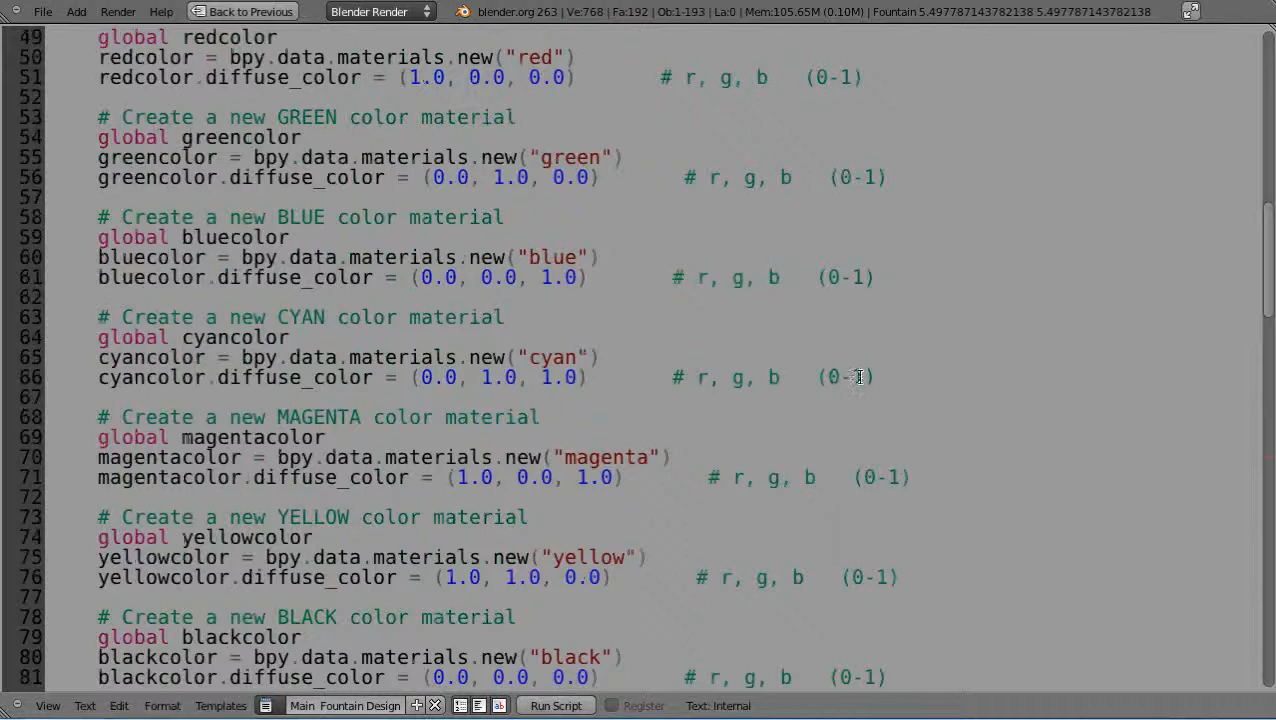 File Add Render Help Back to Previous Blender Render blender.org 263 | Ve:768 | Fa:192 | Ob:1-193 | La:0 | Mem:105.65M (0.10M) | Fountain 5.497787143782138 5.497787143782138
49 global redcolor
50 redcolor = bpy.data.materials.new("red")
51 redcolor.diffuse_color = (1.0, 0.0, 0.0) # r, g, b (0-1)
52
53 # Create a new GREEN color material
54 global greencolor
55 greencolor = bpy.data.materials.new("green")
56 greencolor.diffuse_color = (0.0, 1.0, 0.0) # r, g, b (0-1)
57
58 # Create a new BLUE color material
59 global bluecolor
60 bluecolor = bpy.data.materials.new("blue")
61 bluecolor.diffuse_color = (0.0, 0.0, 1.0) # r, g, b (0-1)
62
63 # Create a new CYAN color material
64 global cyancolor
65 cyancolor = bpy.data.materials.new("cyan")
66 cyancolor.diffuse_color = (0.0, 1.0, 1.0) # r, g, b (0-1)
67
68 # Create a new MAGENTA color material
69 global magentacolor
70 magentacolor = bpy.data.materials.new("magenta")
71 magentacolor.diffuse_color = (1.0, 0.0, 1.0) # r, g, b (0-1)
72
73 # Create a new YELLOW color material
74 global yellowcolor
75 yellowcolor = bpy.data.materials.new("yellow")
76 yellowcolor.diffuse_color = (1.0, 1.0, 0.0) # r, g, b (0-1)
77
78 # Create a new BLACK color material
79 global blackcolor
80 blackcolor = bpy.data.materials.new("black")
81 blackcolor.diffuse_color = (0.0, 0.0, 0.0) # r, g, b (0-1)
View Text Edit Format Templates Main_Fountain_Design Run Script Register Text: Internal